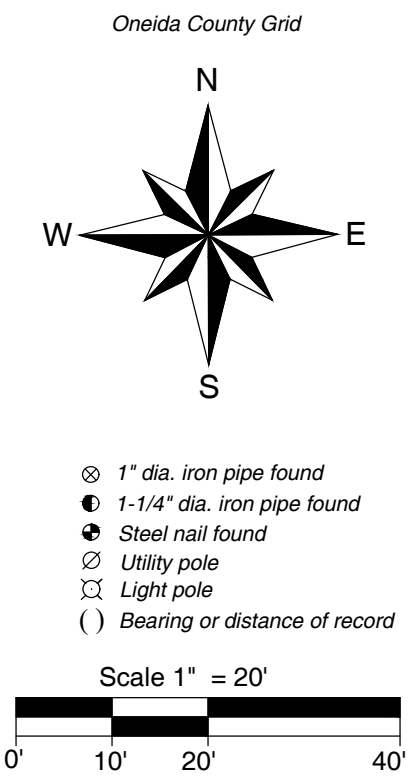 Oneida County Grid
N
W E
S
1" dia. iron pipe found
1-1/4" dia. iron pipe found
Steel nail found
Utility pole
Light pole
( ) Bearing or distance of record
Scale 1" = 20'
0' 10' 20' 40'